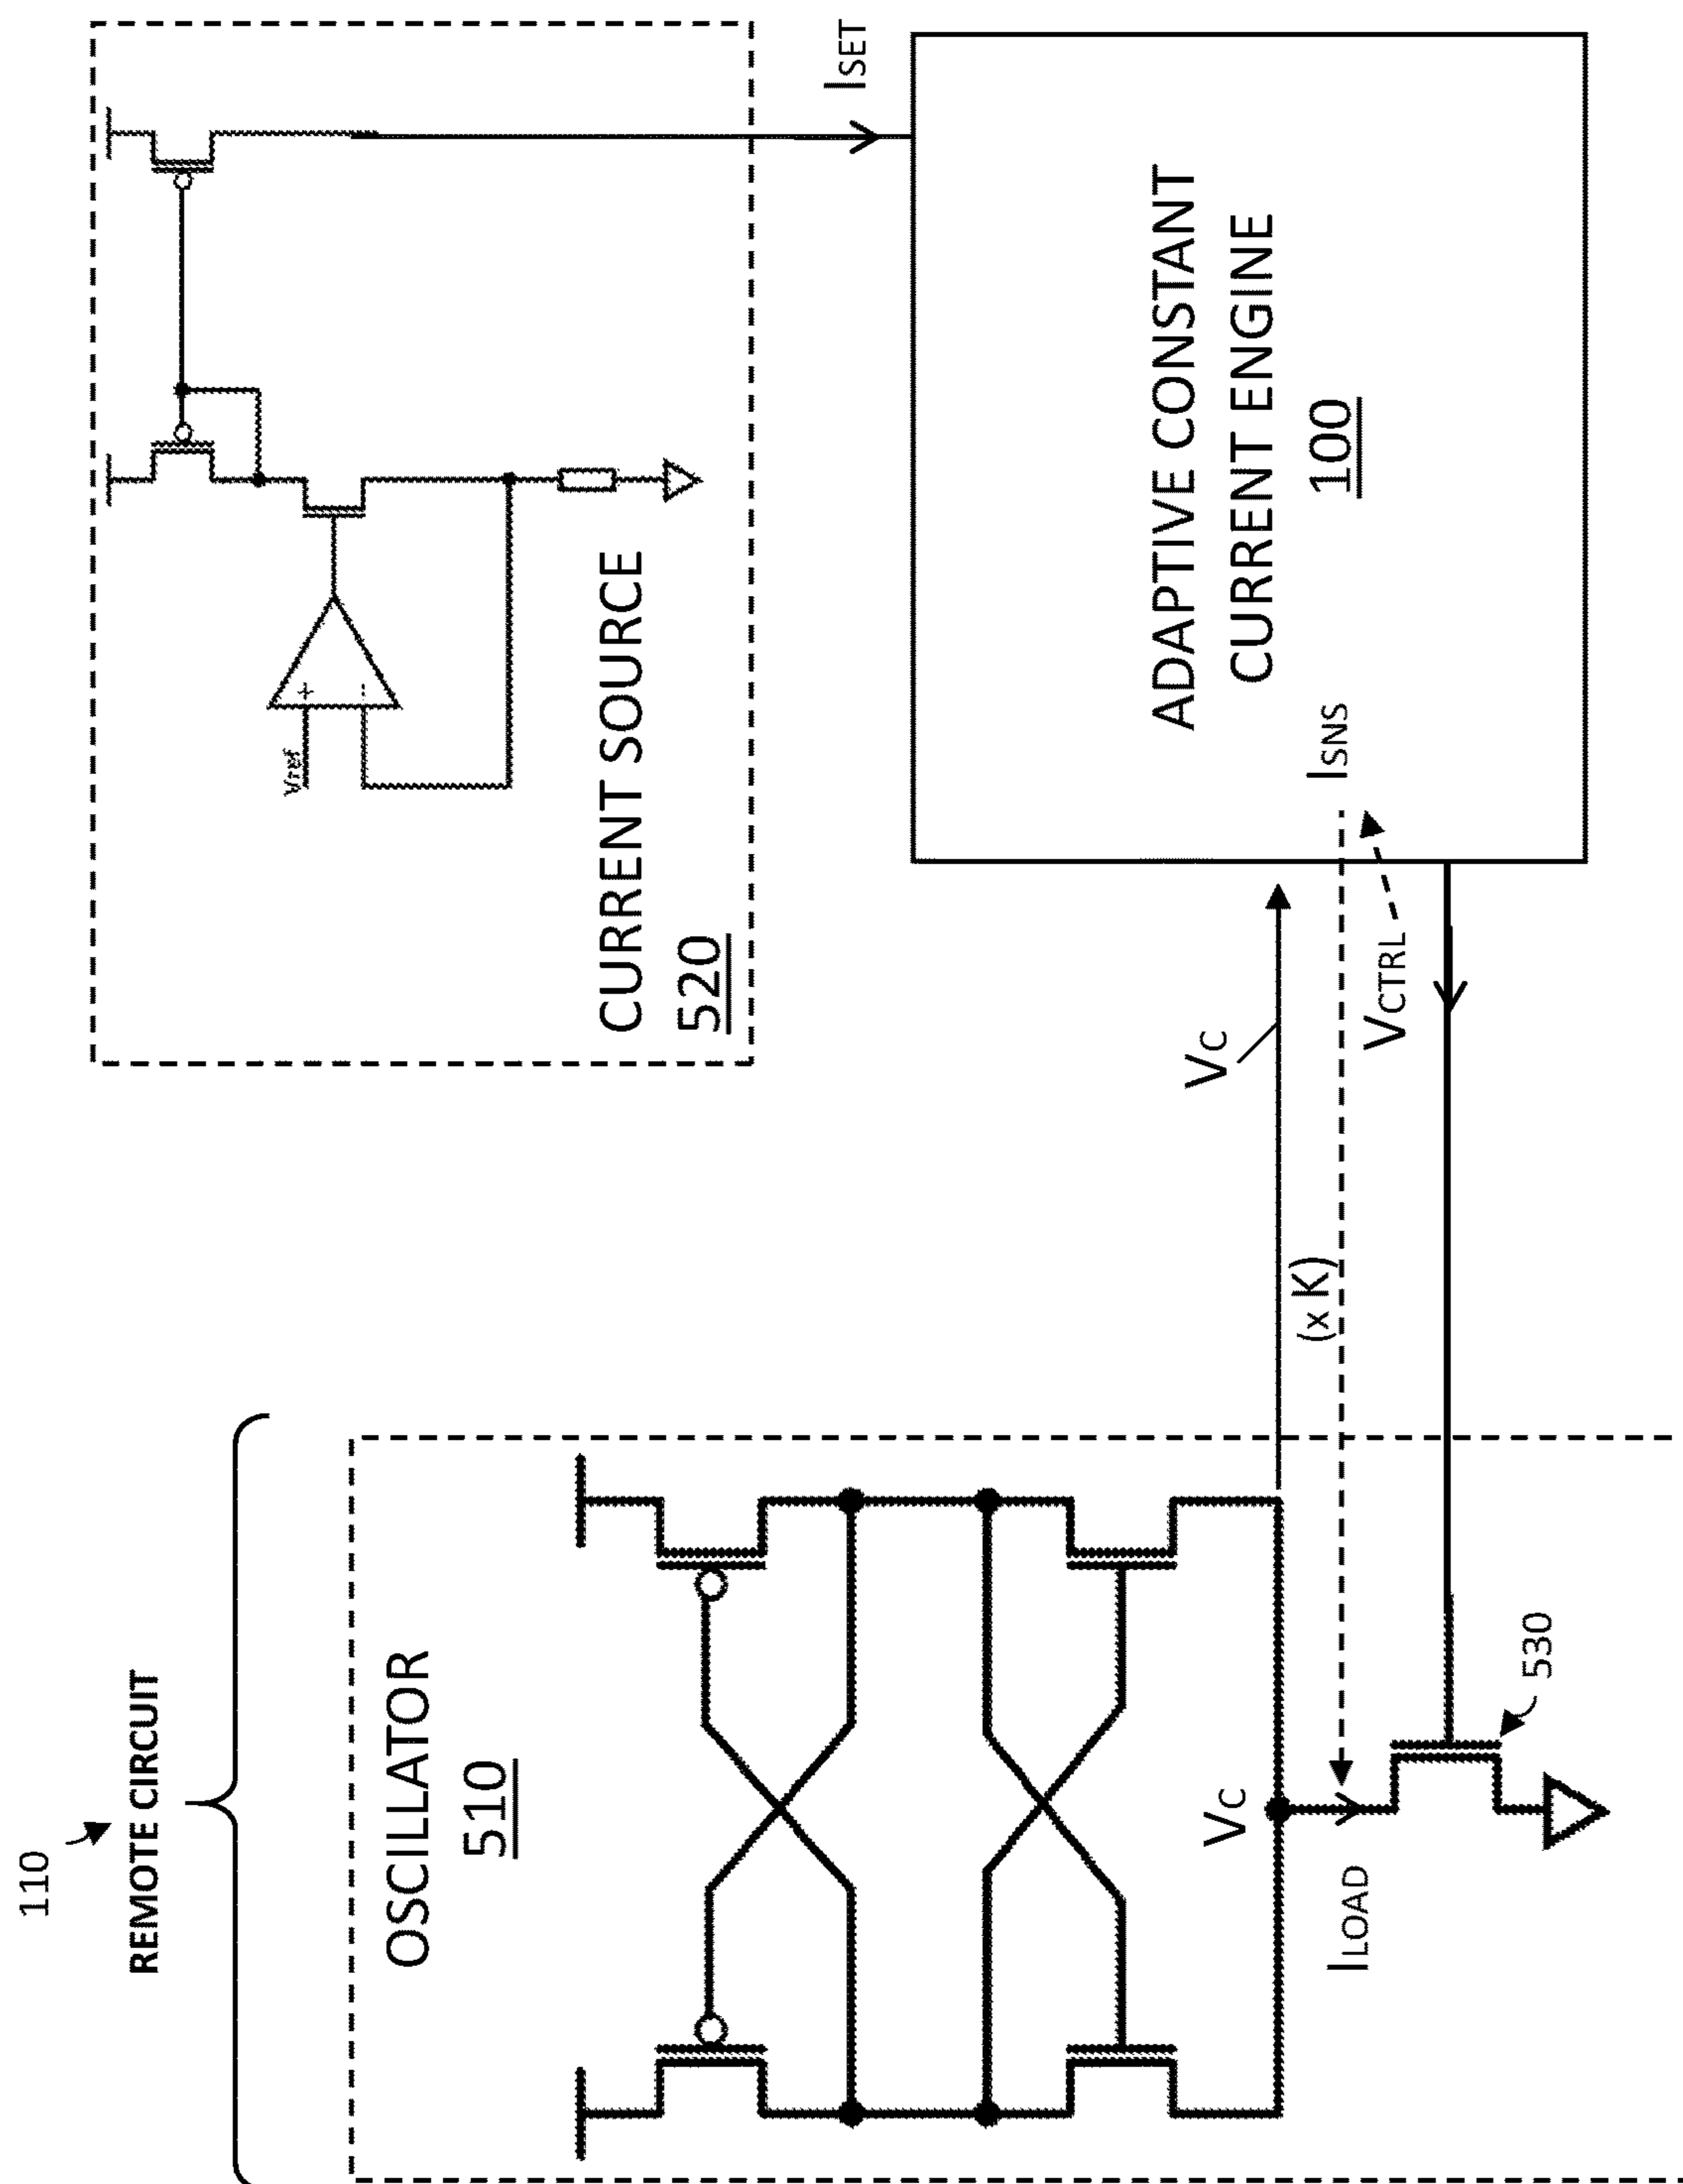 110
REMOTE CIRCUIT
OSCILLATOR
510
VC
ILOAD
530
VC
(x K)
VCTRL
ISNS
Vref
+
-
CURRENT SOURCE
520
ISET
ADAPTIVE CONSTANT
CURRENT ENGINE
100